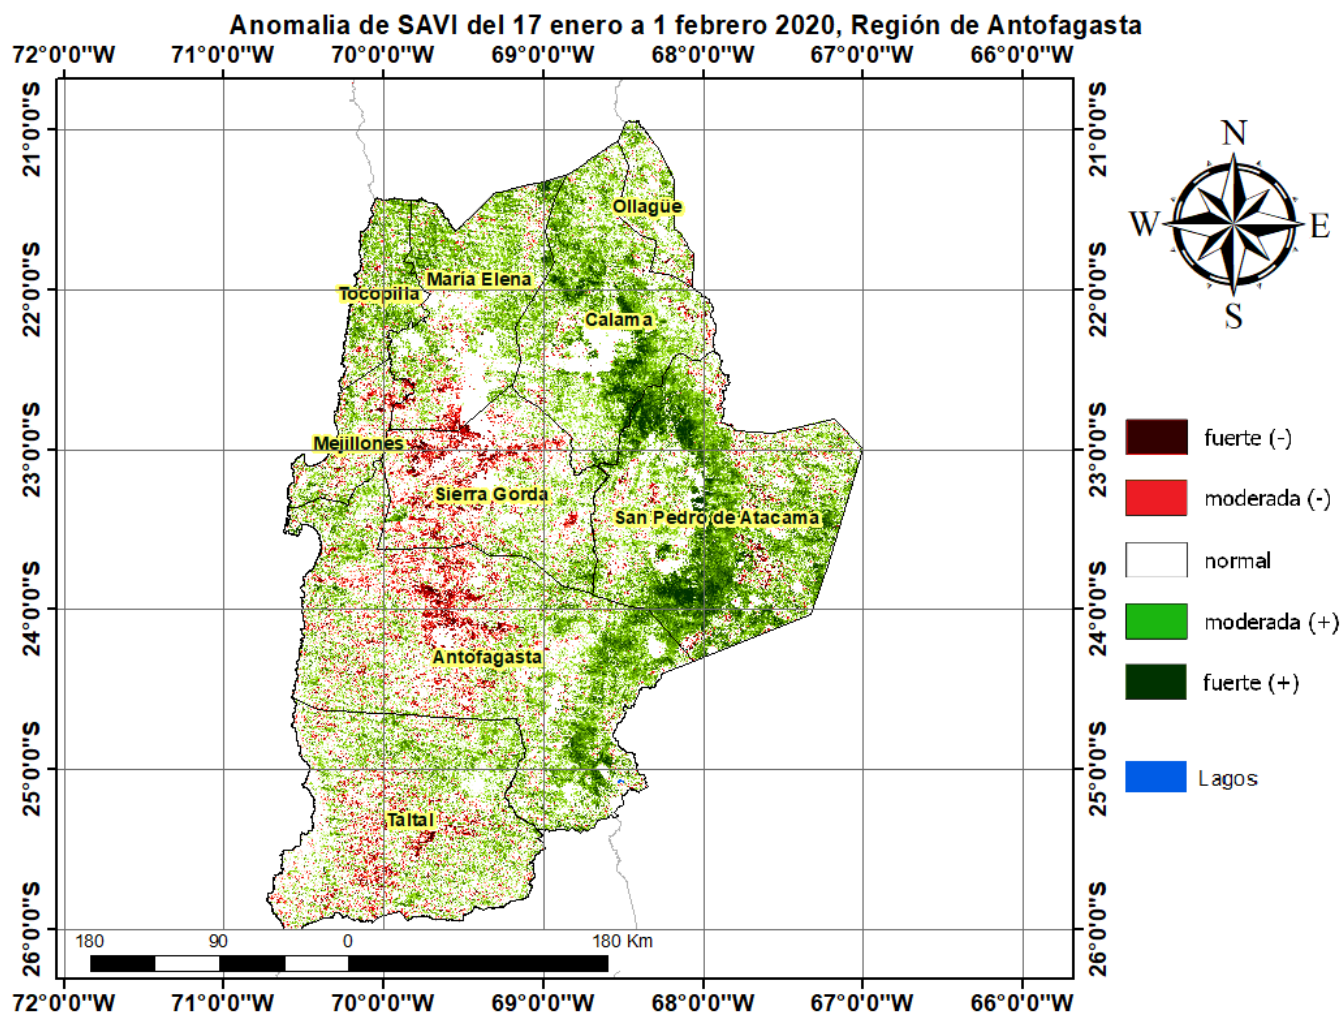 Anomalia de SAVI del 17 enero a 1 febrero 2020, Región de Antofagasta
72°0'0"W 71°0'0"W 70°0'0"W 69°0'0"W 68°0'0"W 67°0'0"W 66°0'0"W
21°0'0"S
22°0'0"S
23°0'0"S
24°0'0"S
25°0'0"S
26°0'0"S
Ollagüe
María Elena
Tocopilla
Calama
Mejillones
Sierra Gorda
San Pedro de Atacama
Antofagasta
Taltal
180 90 0 180 Km
72°0'0"W 71°0'0"W 70°0'0"W 69°0'0"W 68°0'0"W 67°0'0"W 66°0'0"W
21°0'0"S
22°0'0"S
23°0'0"S
24°0'0"S
25°0'0"S
26°0'0"S
N
W E
S
fuerte (-)
moderada (-)
normal
moderada (+)
fuerte (+)
Lagos